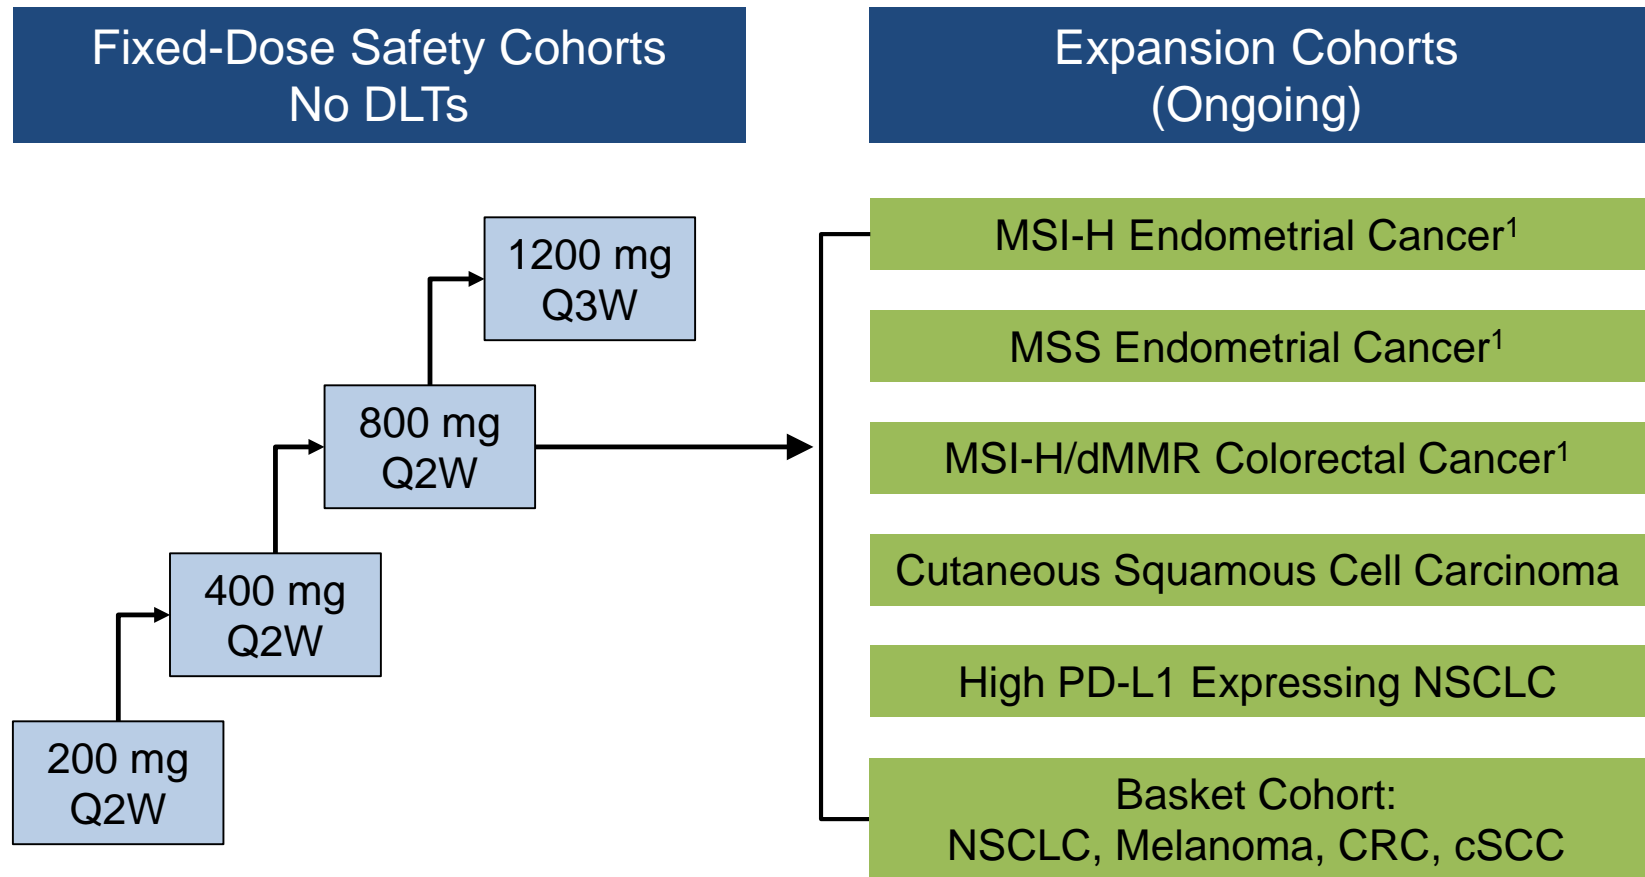 Fixed-Dose Safety Cohorts
No DLTs
Expansion Cohorts
(Ongoing)
1200 mg
Q3W
800 mg
Q2W
400 mg
Q2W
200 mg
Q2W
MSI-H Endometrial Cancer¹
MSS Endometrial Cancer¹
MSI-H/dMMR Colorectal Cancer¹
Cutaneous Squamous Cell Carcinoma
High PD-L1 Expressing NSCLC
Basket Cohort:
NSCLC, Melanoma, CRC, cSCC